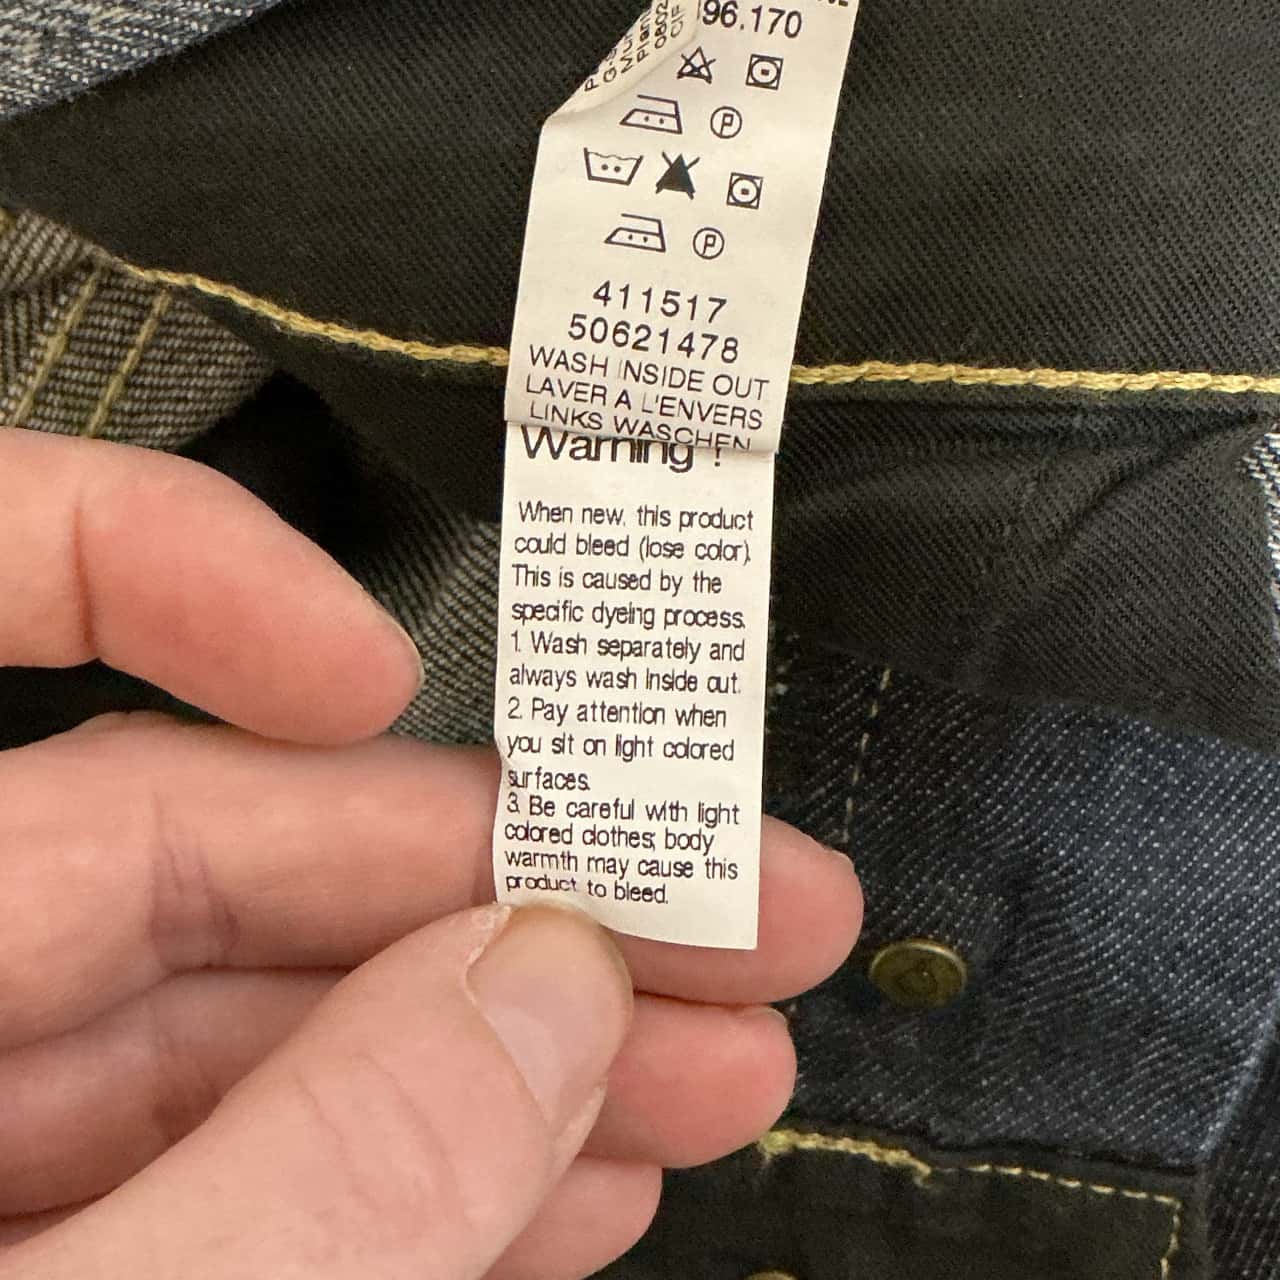 96.170
P
P
411517
50621478
WASH INSIDE OUT
LAVER A L'ENVERS
LINKS WASCHEN
Warning !
When new, this product
could bleed (lose color).
This is caused by the
specific dyeing process.
1. Wash separately and
always wash inside out.
2. Pay attention when
you sit on light colored
surfaces.
3. Be careful with light
colored clothes; body
warmth may cause this
product to bleed.